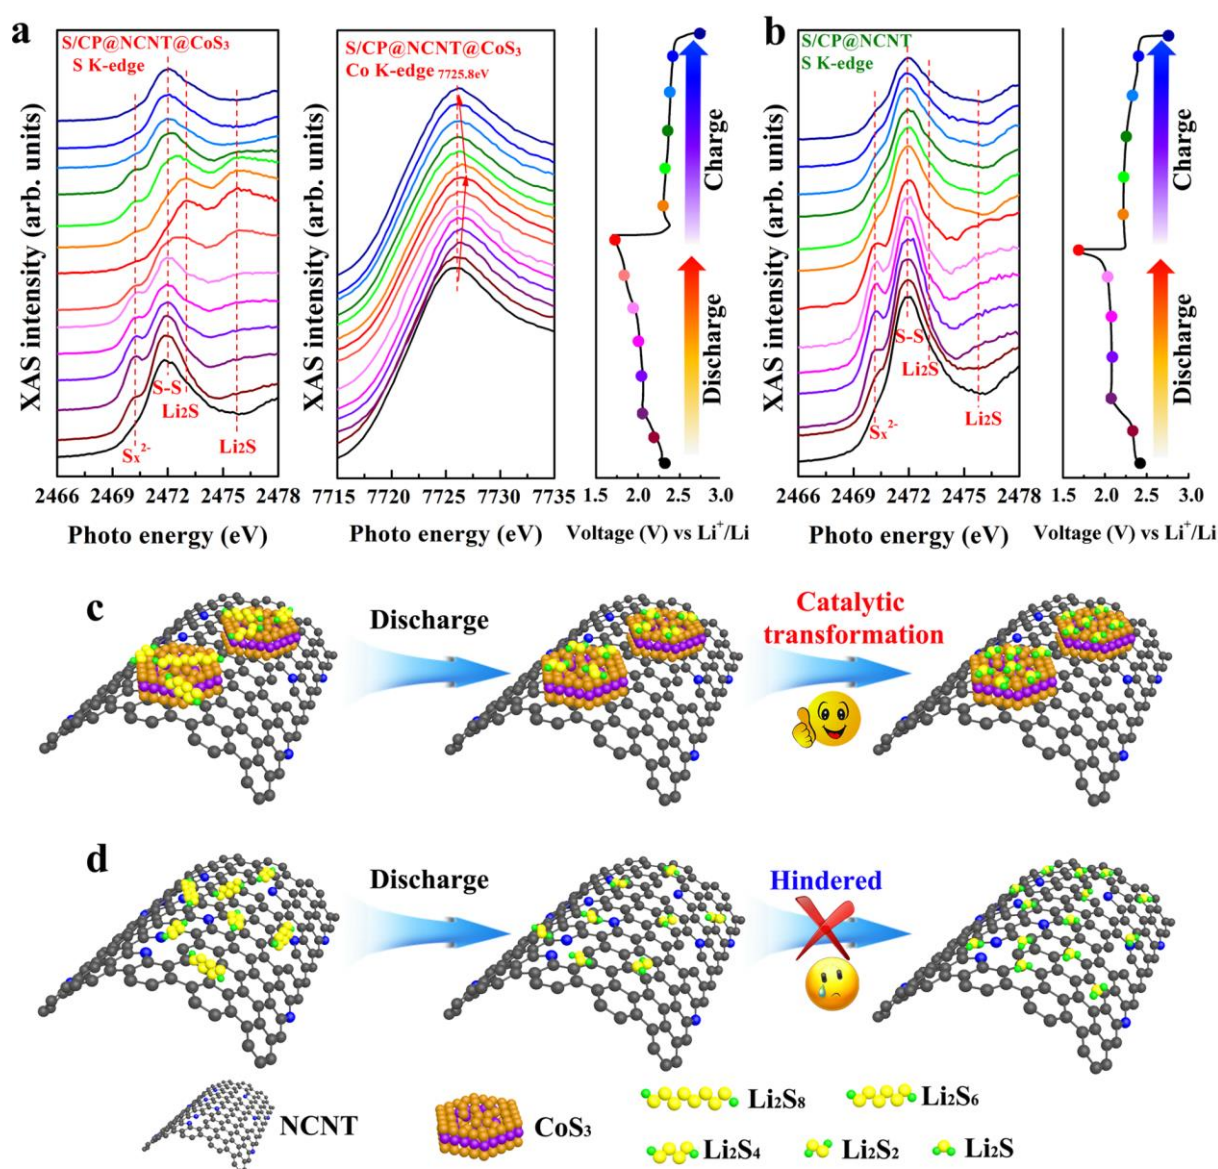 a
S/CP@NCNT@CoS₃
S K-edge
S-S
Li₂S
Sₓ²⁻
Li₂S
2466 2469 2472 2475 2478
Photo energy (eV)
XAS intensity (arb. units)
S/CP@NCNT@CoS₃
Co K-edge 7725.8eV
7715 7720 7725 7730 7735
Photo energy (eV)
XAS intensity (arb. units)
Charge
Discharge
1.5 2.0 2.5 3.0
Voltage (V) vs Li⁺/Li
b
S/CP@NCNT
S K-edge
S-S
Li₂S
Sₓ²⁻
Li₂S
2466 2469 2472 2475 2478
Photo energy (eV)
XAS intensity (arb. units)
Charge
Discharge
1.5 2.0 2.5 3.0
Voltage (V) vs Li⁺/Li
c
Discharge
Catalytic
transformation
d
Discharge
Hindered
NCNT
CoS₃
Li₂S₈
Li₂S₆
Li₂S₄
Li₂S₂
Li₂S